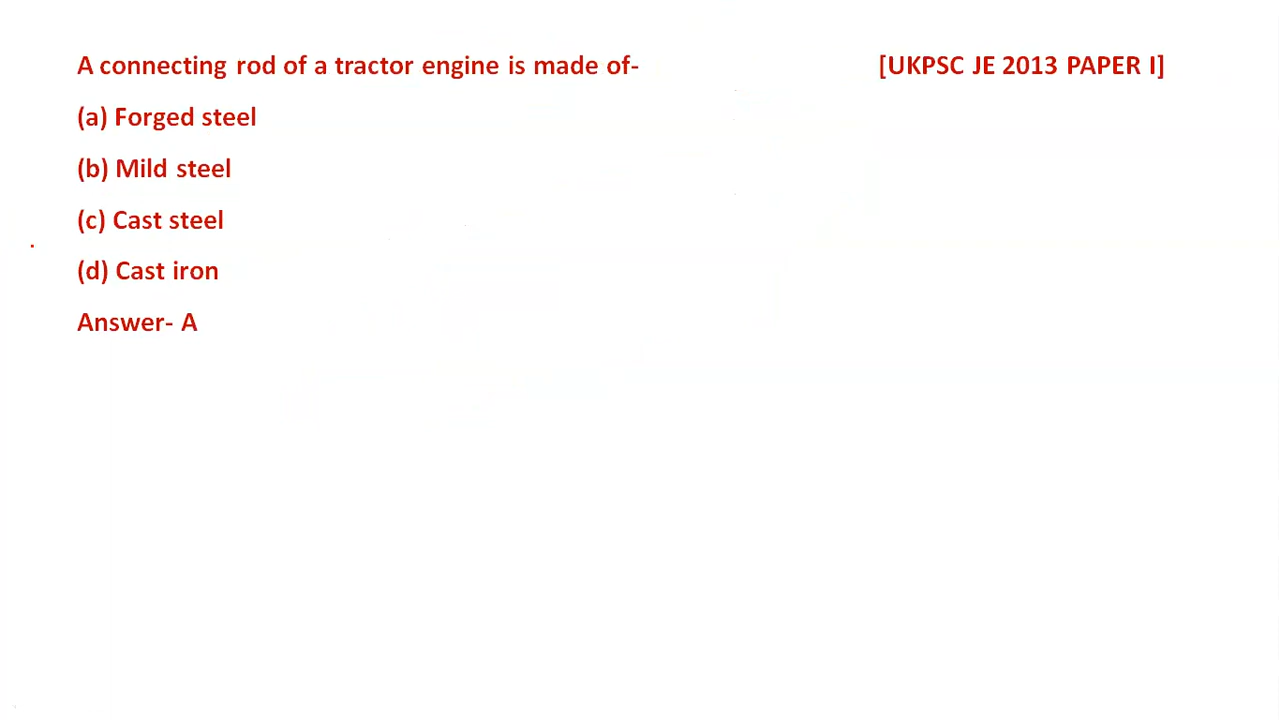 A connecting rod of a tractor engine is made of- [UKPSC JE 2013 PAPER I]
(a) Forged steel
(b) Mild steel
(c) Cast steel
(d) Cast iron
Answer- A